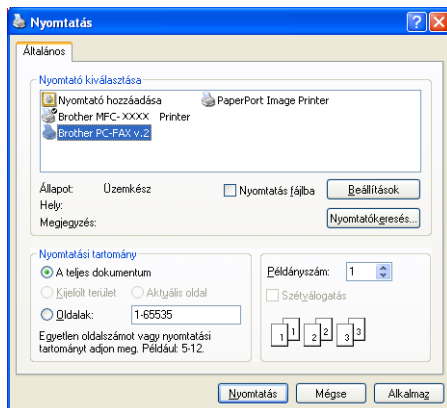 Nyomtatás
Általános
Nyomtató kiválasztása
Nyomtató hozzáadása PaperPort Image Printer
Brother MFC-XXXX Printer
Brother PC-FAX v.2
Állapot: Üzemkész Nyomtatás fájlba Beállítások
Hely:
Megjegyzés: Nyomtatókeresés...
Nyomtatási tartomány
A teljes dokumentum
Kijelölt terület Aktuális oldal
Oldalak: 1-65535
Egyetlen oldalszámot vagy nyomtatási
tartományt adjon meg. Például: 5-12.
Példányszám: 1
Szétválogatás
1 1 2 2 3 3
Nyomtatás Mégse Alkalmaz